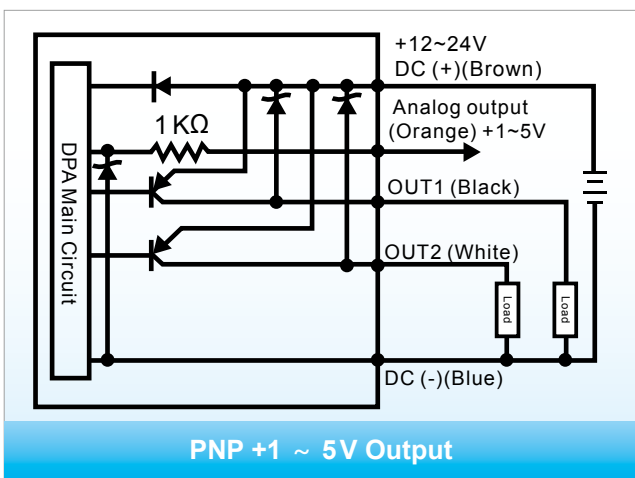 +12~24V
DC (+)(Brown)
Analog output
(Orange) +1~5V
1KΩ
OUT1 (Black)
DPA Main Circuit
OUT2 (White)
Load
Load
DC (-)(Blue)
PNP +1 ~ 5V Output